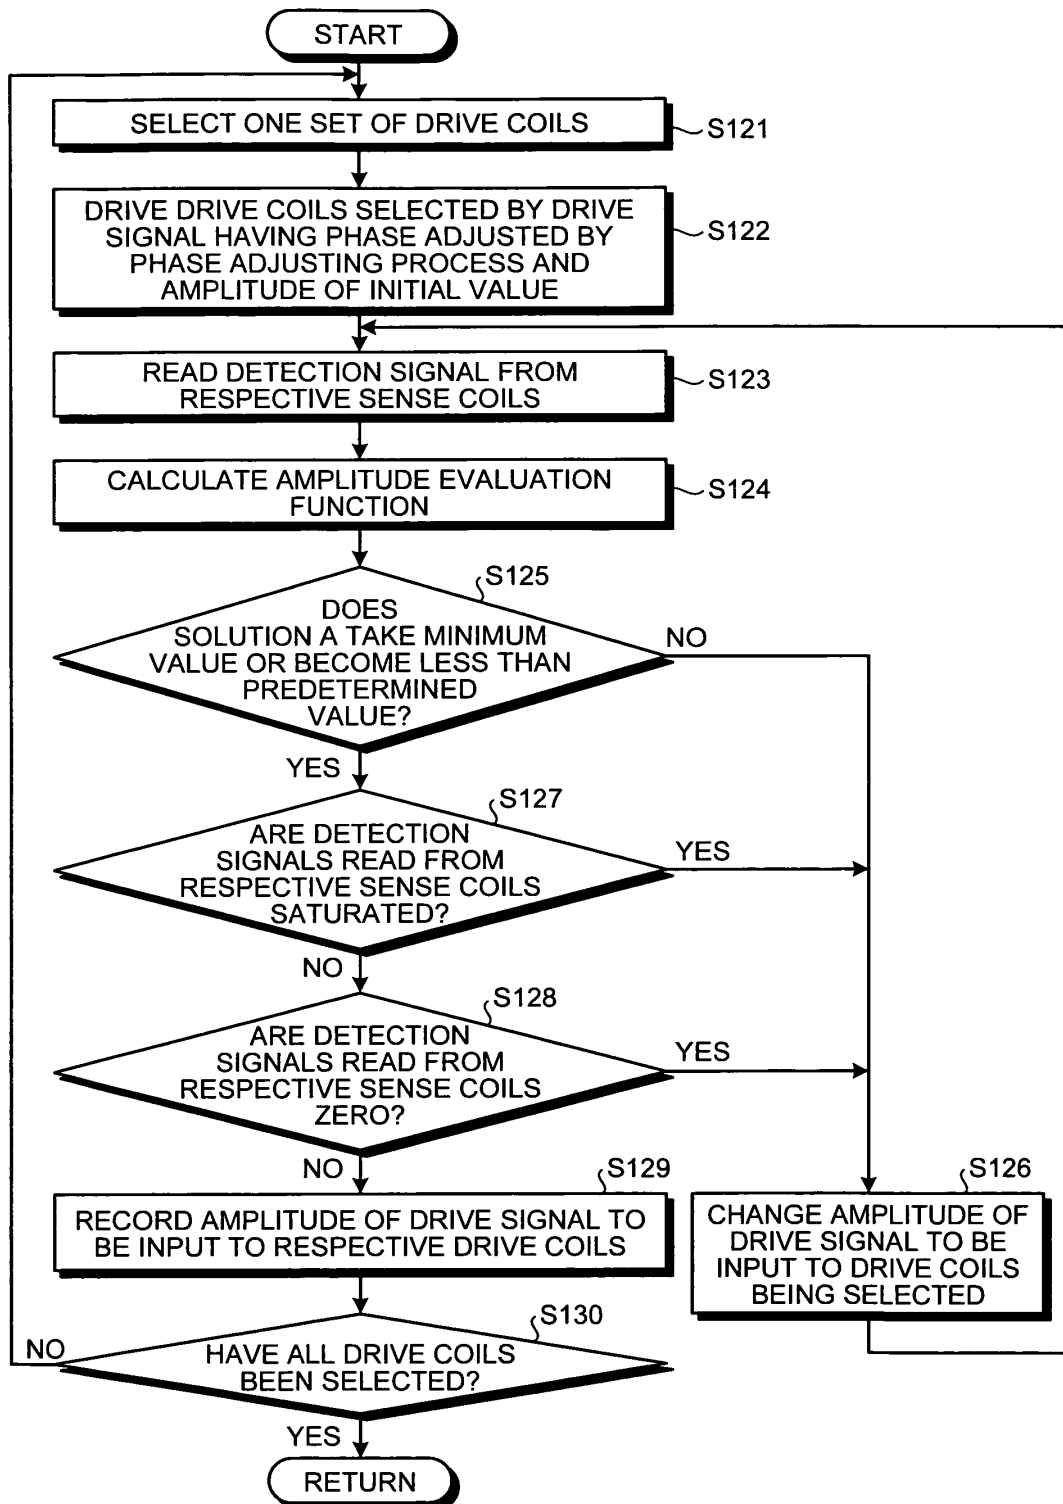 START
SELECT ONE SET OF DRIVE COILS
S121
DRIVE DRIVE COILS SELECTED BY DRIVE
SIGNAL HAVING PHASE ADJUSTED BY
PHASE ADJUSTING PROCESS AND
AMPLITUDE OF INITIAL VALUE
S122
READ DETECTION SIGNAL FROM
RESPECTIVE SENSE COILS
S123
CALCULATE AMPLITUDE EVALUATION
FUNCTION
S124
S125
DOES
SOLUTION A TAKE MINIMUM
VALUE OR BECOME LESS THAN
PREDETERMINED
VALUE?
NO
YES
S127
ARE DETECTION
SIGNALS READ FROM
RESPECTIVE SENSE COILS
SATURATED?
YES
NO
S128
ARE DETECTION
SIGNALS READ FROM
RESPECTIVE SENSE COILS
ZERO?
YES
NO
S129
RECORD AMPLITUDE OF DRIVE SIGNAL TO
BE INPUT TO RESPECTIVE DRIVE COILS
S126
CHANGE AMPLITUDE OF
DRIVE SIGNAL TO BE
INPUT TO DRIVE COILS
BEING SELECTED
S130
HAVE ALL DRIVE COILS
BEEN SELECTED?
NO
YES
RETURN